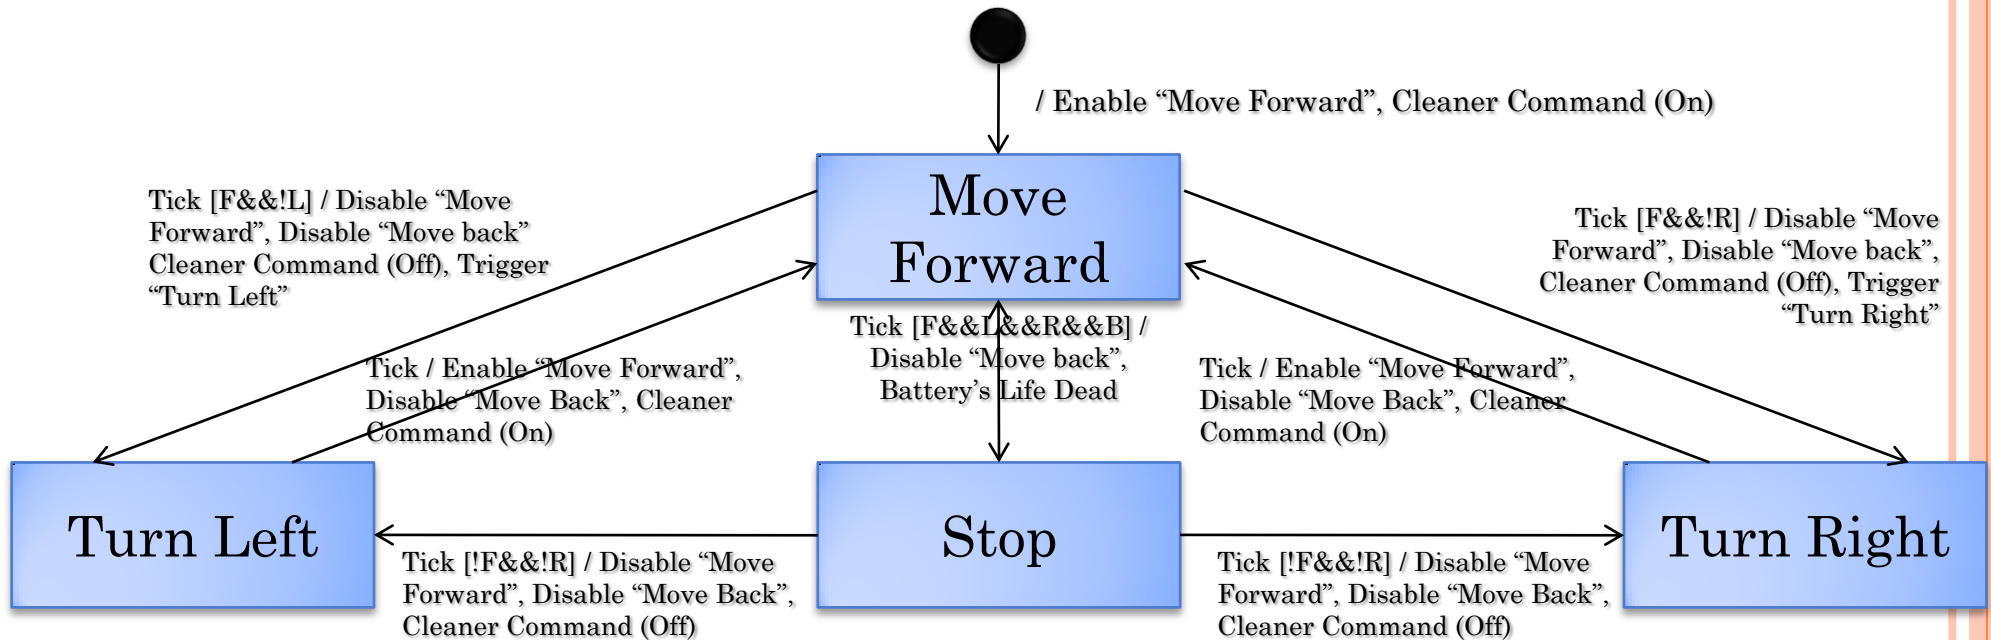 / Enable “Move Forward”, Cleaner Command (On)
Move
Forward
Tick [F&&!L] / Disable “Move
Forward”, Disable “Move back”
Cleaner Command (Off), Trigger
“Turn Left”
Tick [F&&!R] / Disable “Move
Forward”, Disable “Move back”,
Cleaner Command (Off), Trigger
“Turn Right”
Tick / Enable “Move Forward”,
Disable “Move Back”, Cleaner
Command (On)
Tick [F&&L&&R&&B] /
Disable “Move back”,
Battery’s Life Dead
Tick / Enable “Move Forward”,
Disable “Move Back”, Cleaner
Command (On)
Turn Left
Stop
Turn Right
Tick [!F&&!R] / Disable “Move
Forward”, Disable “Move Back”,
Cleaner Command (Off)
Tick [!F&&!R] / Disable “Move
Forward”, Disable “Move Back”,
Cleaner Command (Off)